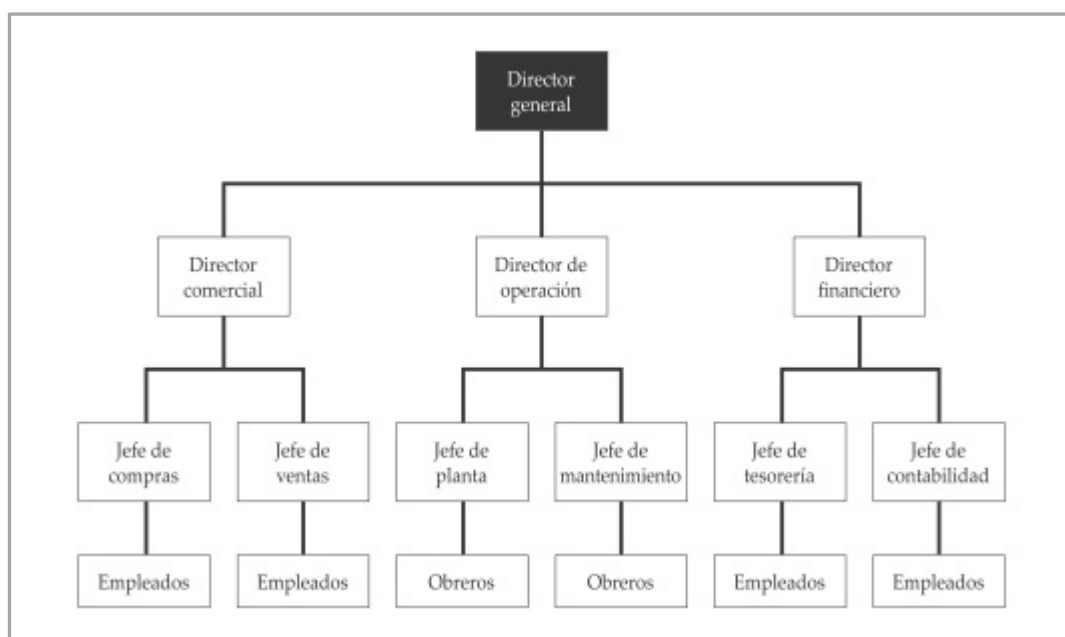 Director
general
Director
comercial
Director de
operación
Director
financiero
Jefe de
compras
Jefe de
ventas
Jefe de
planta
Jefe de
mantenimiento
Jefe de
tesorería
Jefe de
contabilidad
Empleados
Empleados
Obreros
Obreros
Empleados
Empleados